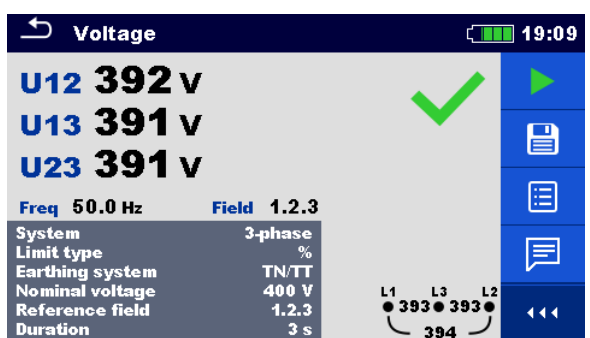 Voltage 19:09
U12 392 V
U13 391 V
U23 391 V
Freq 50.0 Hz Field 1.2.3
System 3-phase
Limit type %
Earthing system TN/TT
Nominal voltage 400 V
Reference field 1.2.3
Duration 3 s
L1 L3 L2
393 393
394